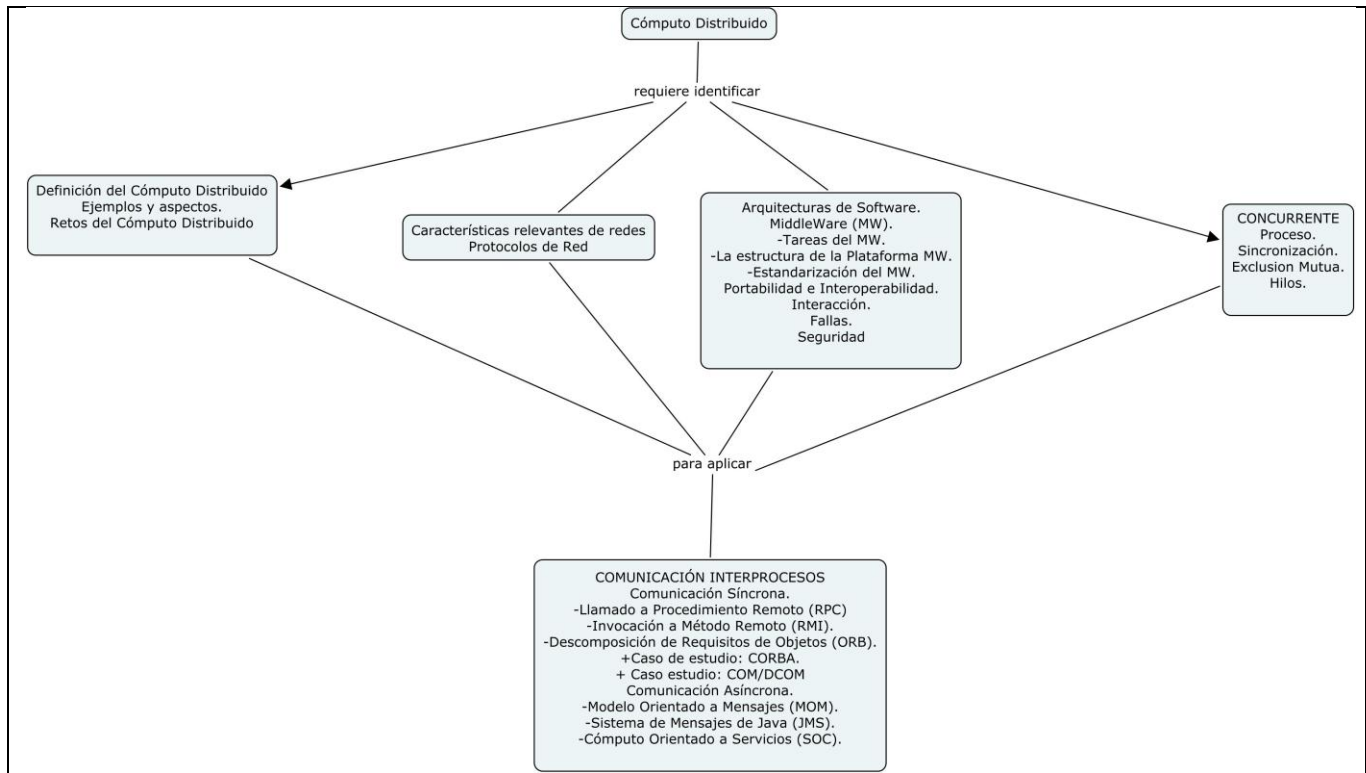 Cómputo Distribuido
requiere identificar
Definición del Cómputo Distribuido
Ejemplos y aspectos.
Retos del Cómputo Distribuido
Características relevantes de redes
Protocolos de Red
Arquitecturas de Software.
MiddleWare (MW).
-Tareas del MW.
-La estructura de la Plataforma MW.
-Estandarización del MW.
Portabilidad e Interoperabilidad.
Interacción.
Fallas.
Seguridad
CONCURRENTE
Proceso.
Sincronización.
Exclusion Mutua.
Hilos.
para aplicar
COMUNICACIÓN INTERPROCESOS
Comunicación Síncrona.
-Llamado a Procedimiento Remoto (RPC)
-Invocación a Método Remoto (RMI).
-Descomposición de Requisitos de Objetos (ORB).
+Caso de estudio: CORBA.
+ Caso estudio: COM/DCOM
Comunicación Asíncrona.
-Modelo Orientado a Mensajes (MOM).
-Sistema de Mensajes de Java (JMS).
-Cómputo Orientado a Servicios (SOC).